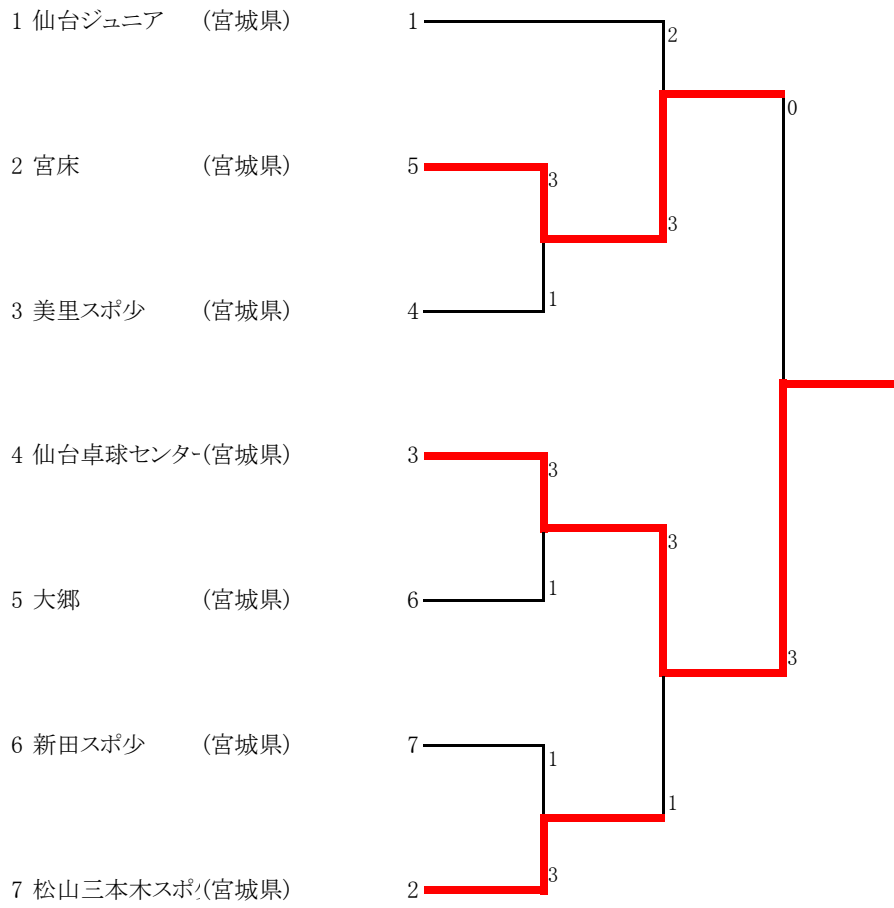 1 仙台ジュニア (宮城県) 1
2
0
2 宮床 (宮城県) 5
3
3
3 美里スポ少 (宮城県) 4
1
4 仙台卓球センター(宮城県) 3
3
3
5 大郷 (宮城県) 6
1
3
6 新田スポ少 (宮城県) 7
1
1
7 松山三本木スポ(宮城県) 2
3